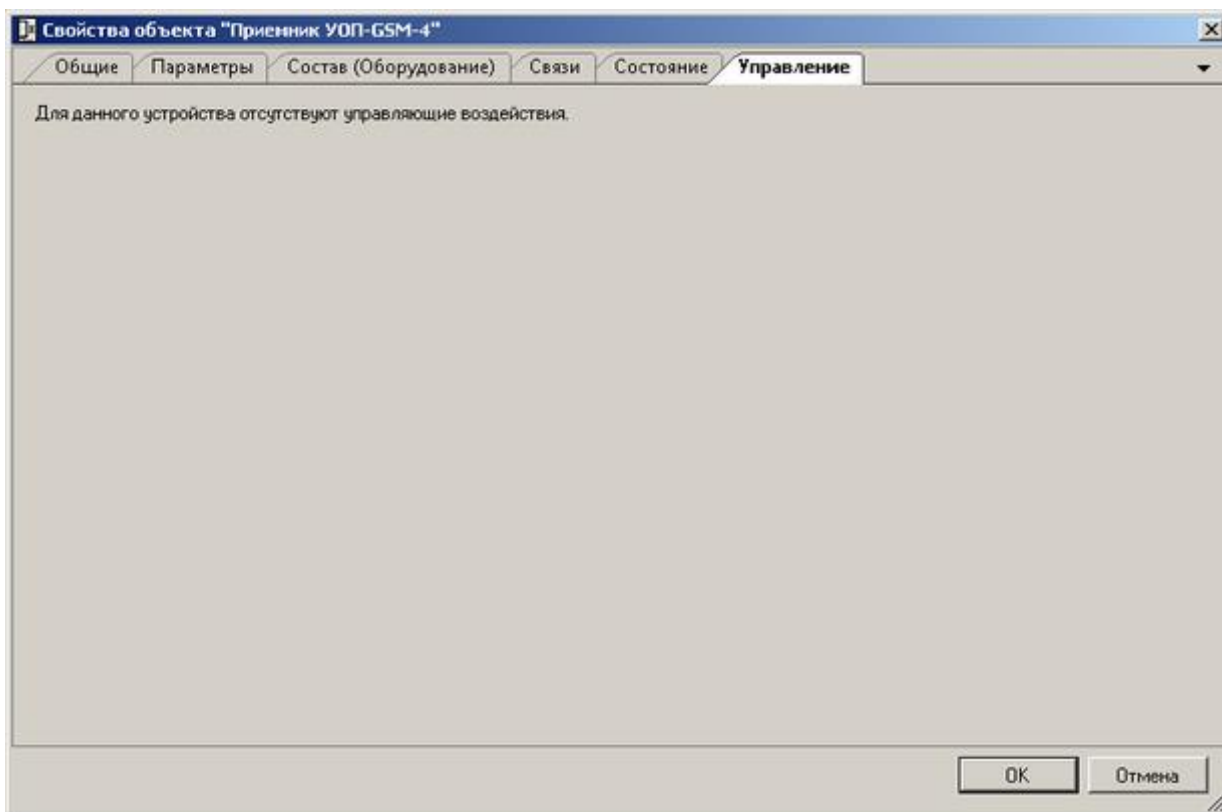 Свойства объекта "Приемник УОП-GSM-4"
Общие Параметры Состав (Оборудование) Связи Состояние Управление
Для данного устройства отсутствуют управляющие воздействия.
OK Отмена